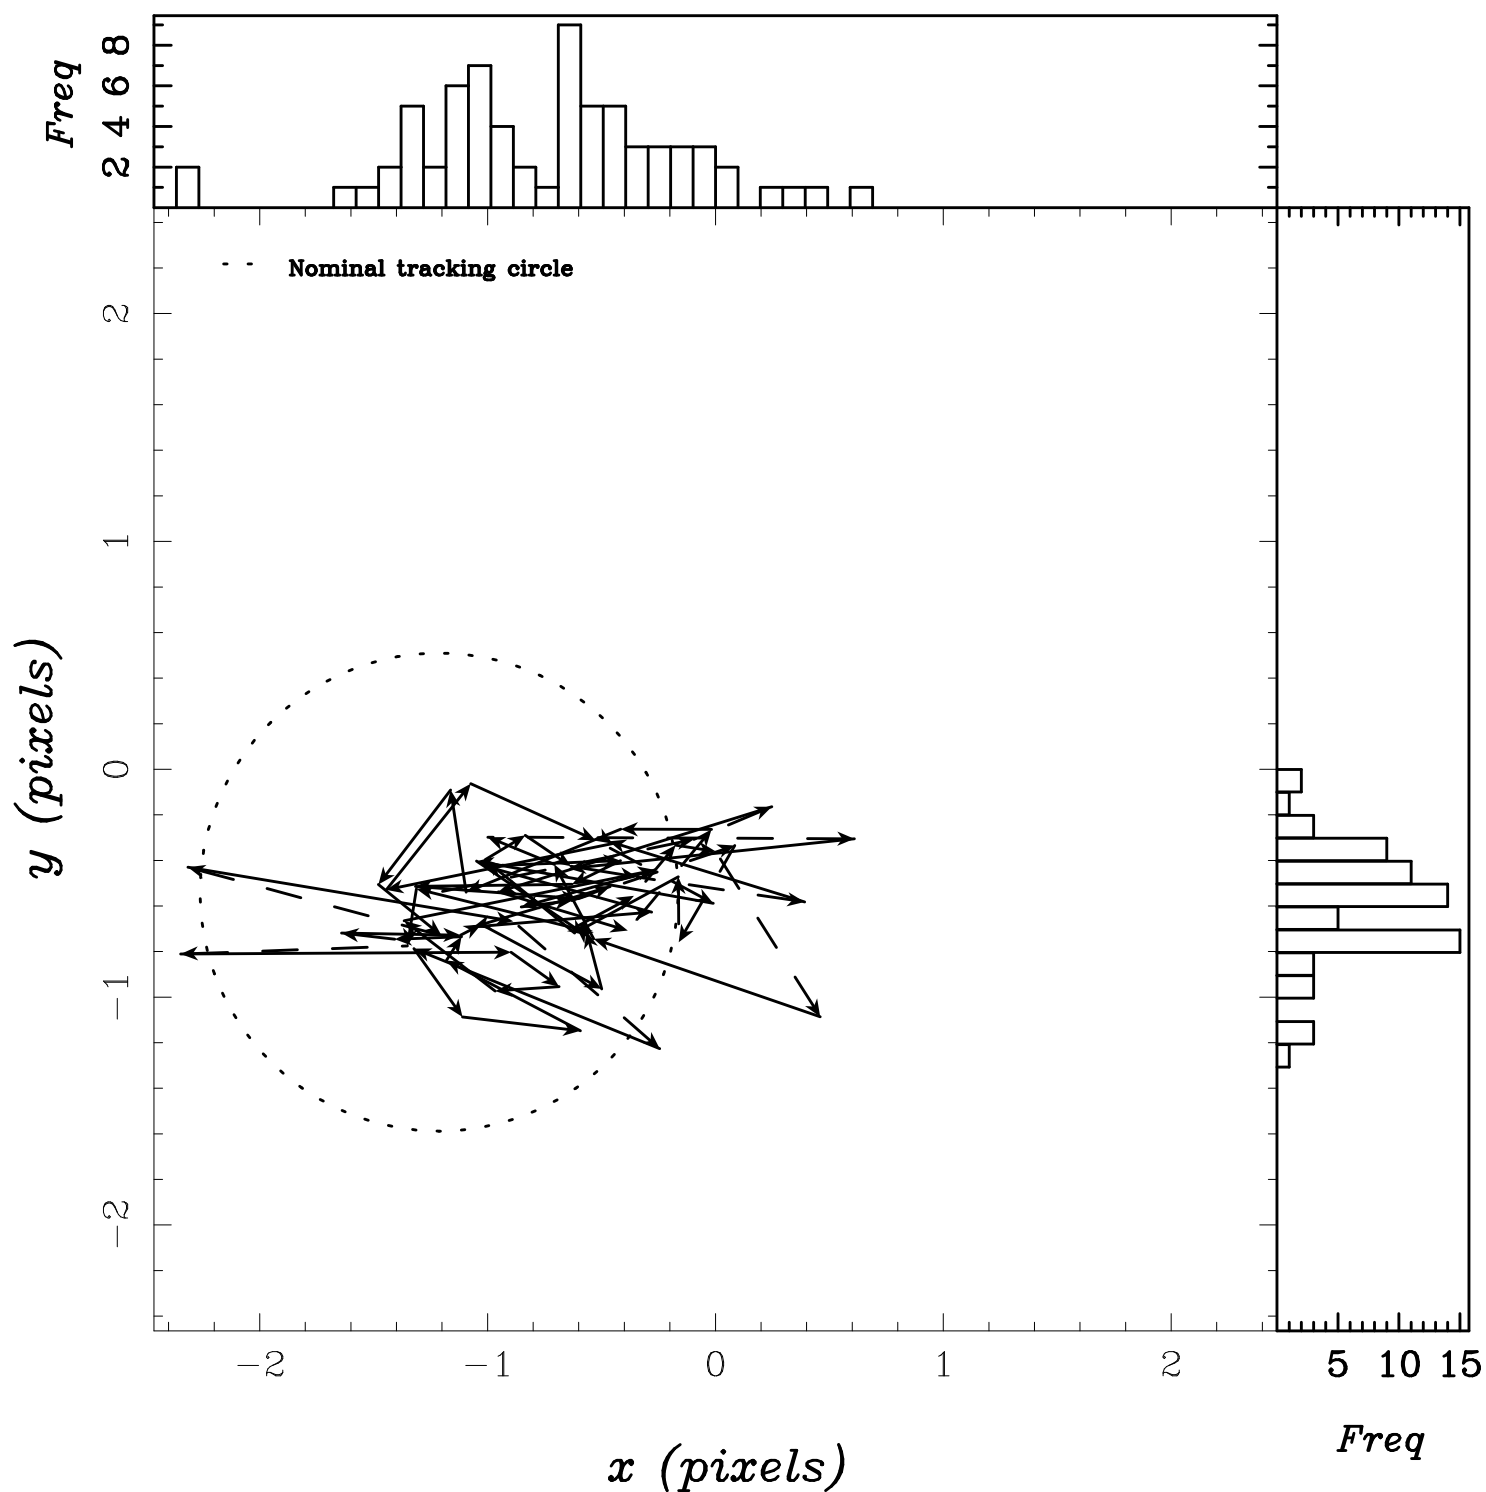 Freq
2 4 6 8
Nominal tracking circle
y (pixels)
2
1
0
−1
−2
−2 −1 0 1 2
5 10 15
x (pixels)
Freq